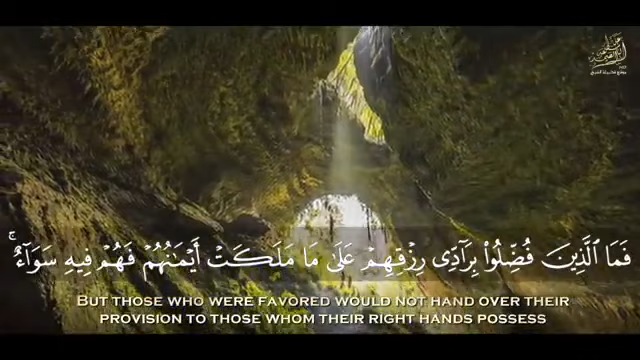 فَمَا ٱلَّذِينَ فُضِّلُوا۟ بِرَآدِّى رِزْقِهِمْ عَلَىٰ مَا مَلَكَتْ أَيْمَـٰنُهُمْ فَهُمْ فِيهِ سَوَآءٌ ۚ
BUT THOSE WHO WERE FAVORED WOULD NOT HAND OVER THEIR
PROVISION TO THOSE WHOM THEIR RIGHT HANDS POSSESS